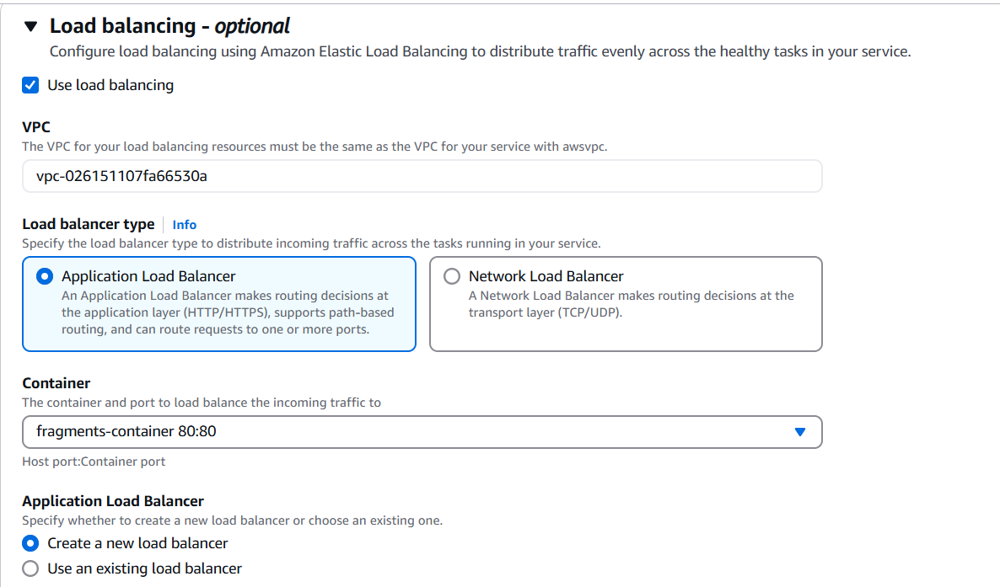 Load balancing - optional
Configure load balancing using Amazon Elastic Load Balancing to distribute traffic evenly across the healthy tasks in your service.
Use load balancing
VPC
The VPC for your load balancing resources must be the same as the VPC for your service with awsvpc.
vpc-026151107fa66530a
Load balancer type Info
Specify the load balancer type to distribute incoming traffic across the tasks running in your service.
Application Load Balancer
An Application Load Balancer makes routing decisions at
the application layer (HTTP/HTTPS), supports path-based
routing, and can route requests to one or more ports.
Network Load Balancer
A Network Load Balancer makes routing decisions at the
transport layer (TCP/UDP).
Container
The container and port to load balance the incoming traffic to
fragments-container 80:80
Host port:Container port
Application Load Balancer
Specify whether to create a new load balancer or choose an existing one.
Create a new load balancer
Use an existing load balancer